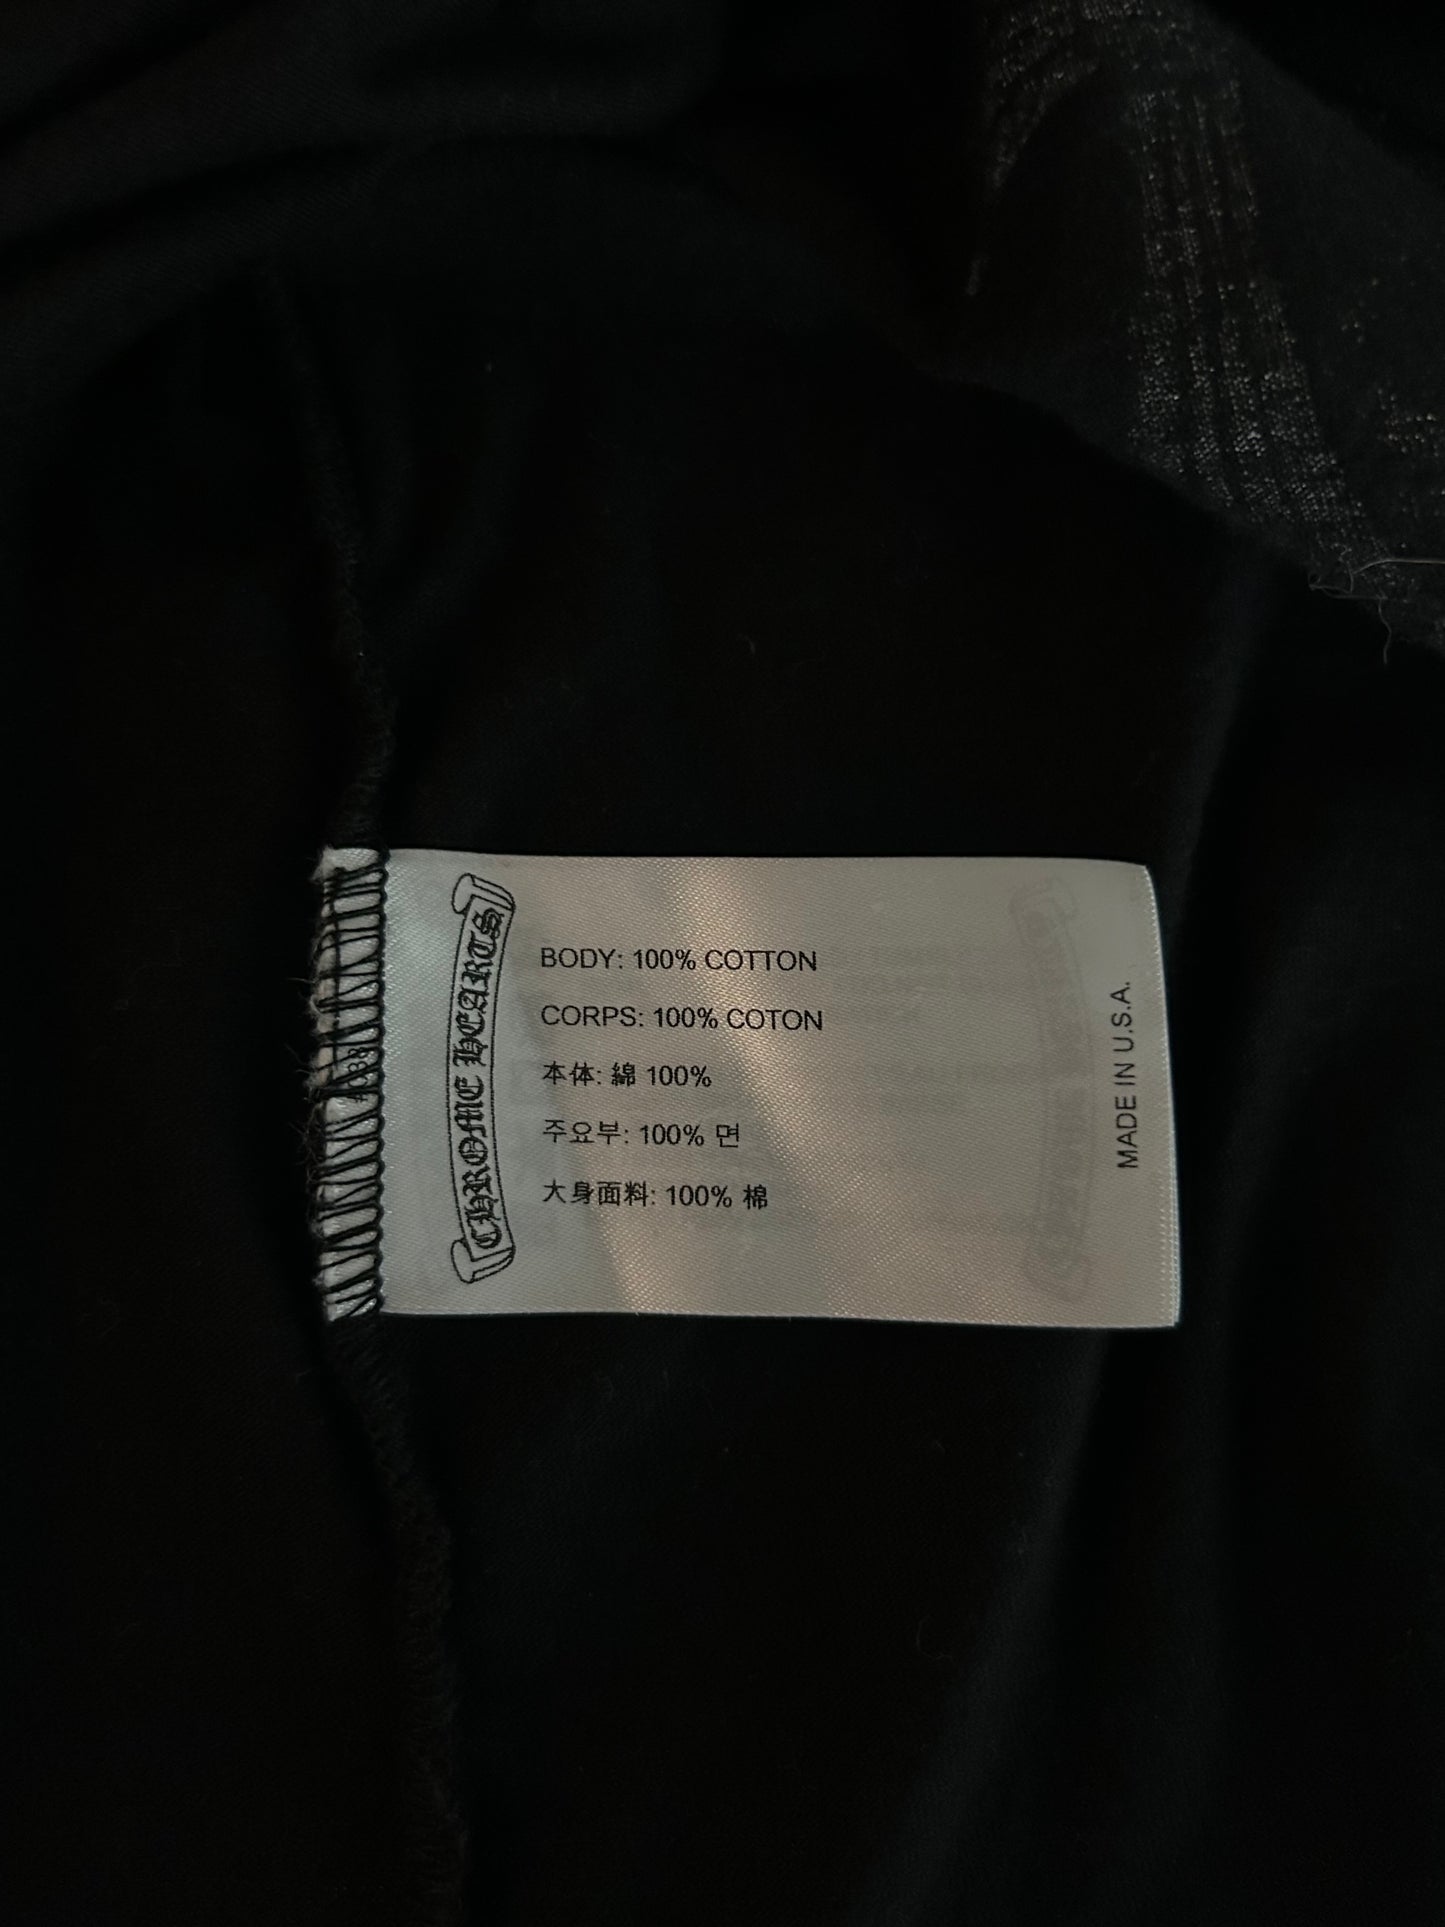 CHROME HEARTS
BODY: 100% COTTON
CORPS: 100% COTON
本体: 綿 100%
주요부: 100% 면
大身面料: 100% 棉
MADE IN U.S.A.